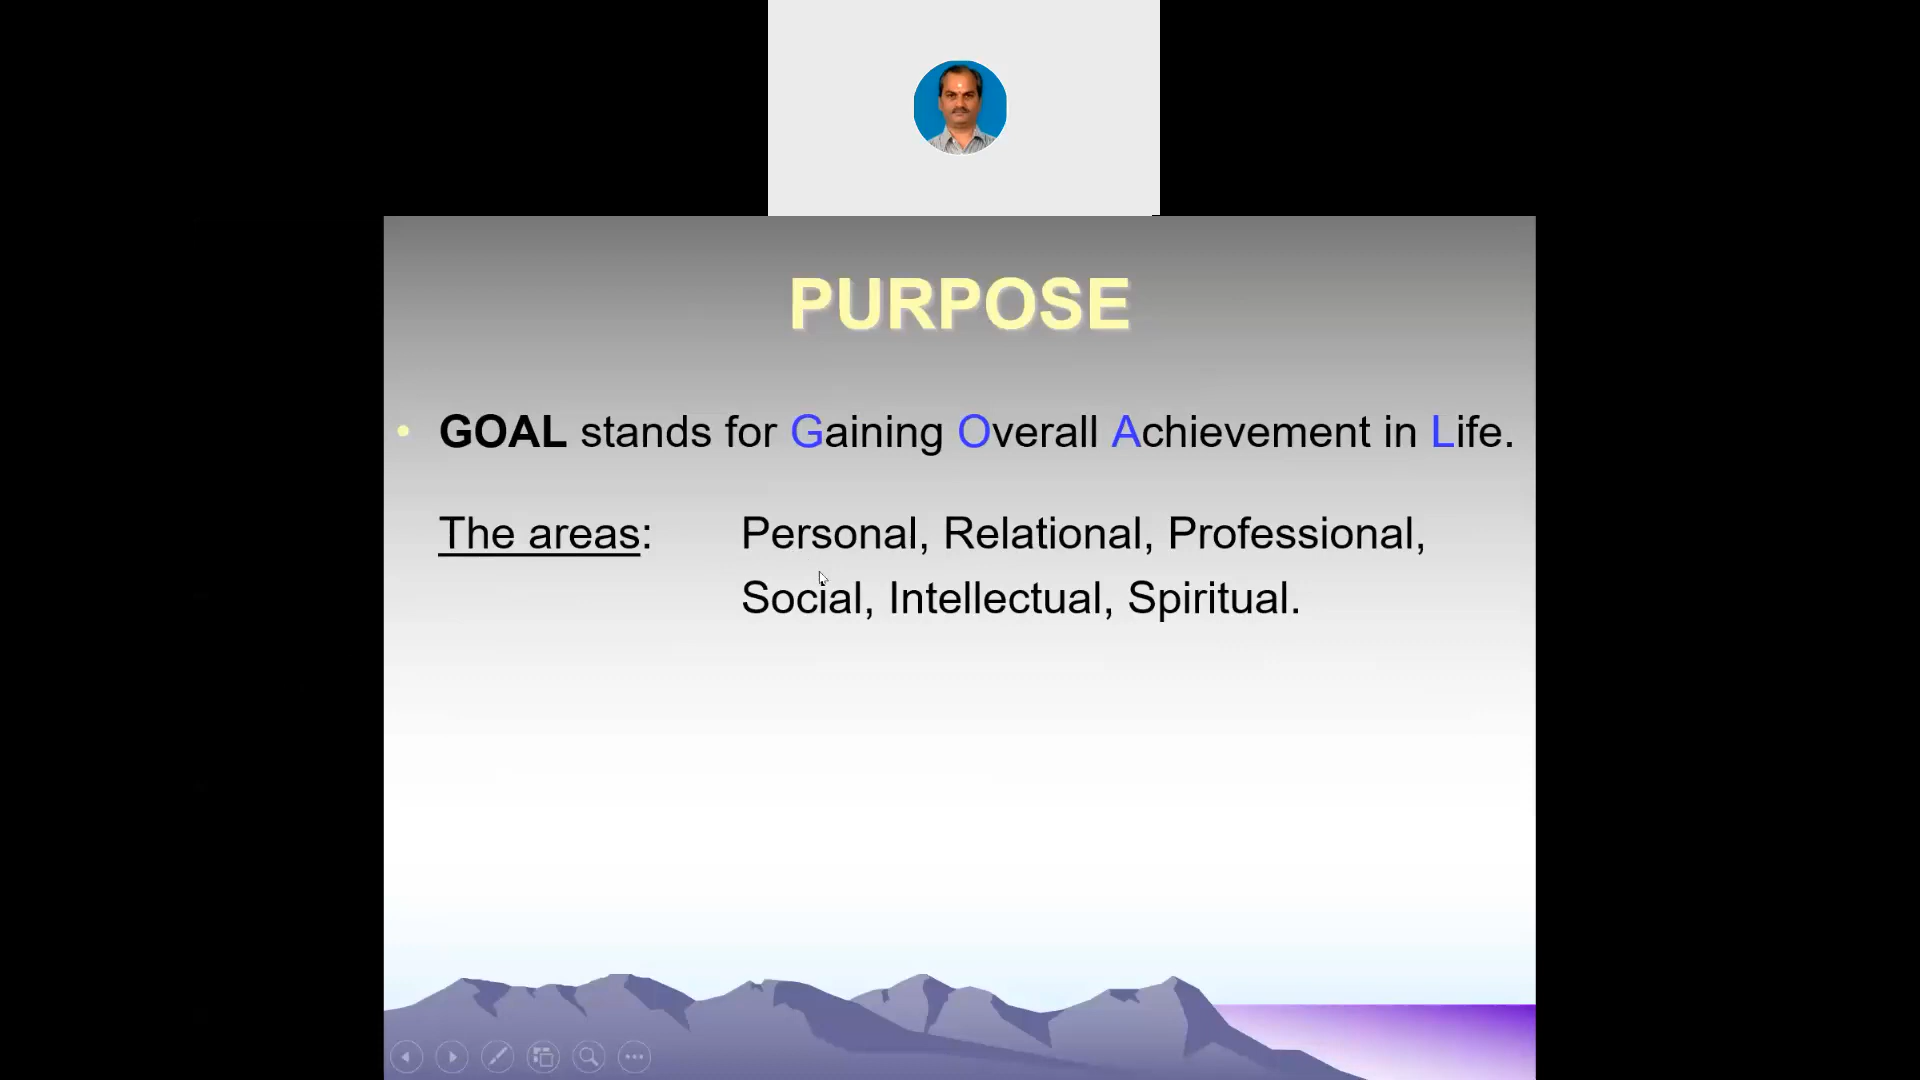 PURPOSE
• GOAL stands for Gaining Overall Achievement in Life.
The areas: Personal, Relational, Professional,
Social, Intellectual, Spiritual.